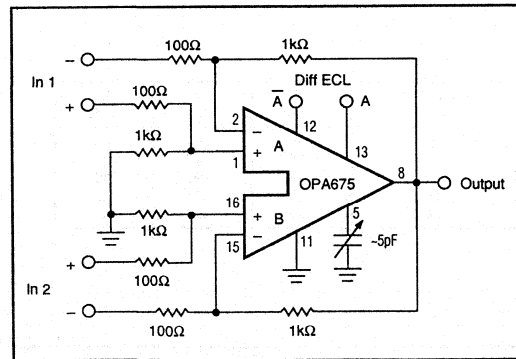 100Ω 1kΩ
−
In 1
Diff ECL
100Ω
A̅ A
+
2 12
− A
1kΩ
13
1 +
8
OPA675 Output
16
+
B
5
1kΩ
15 −
11
~5pF
+
100Ω
In 2
−
100Ω 1kΩ